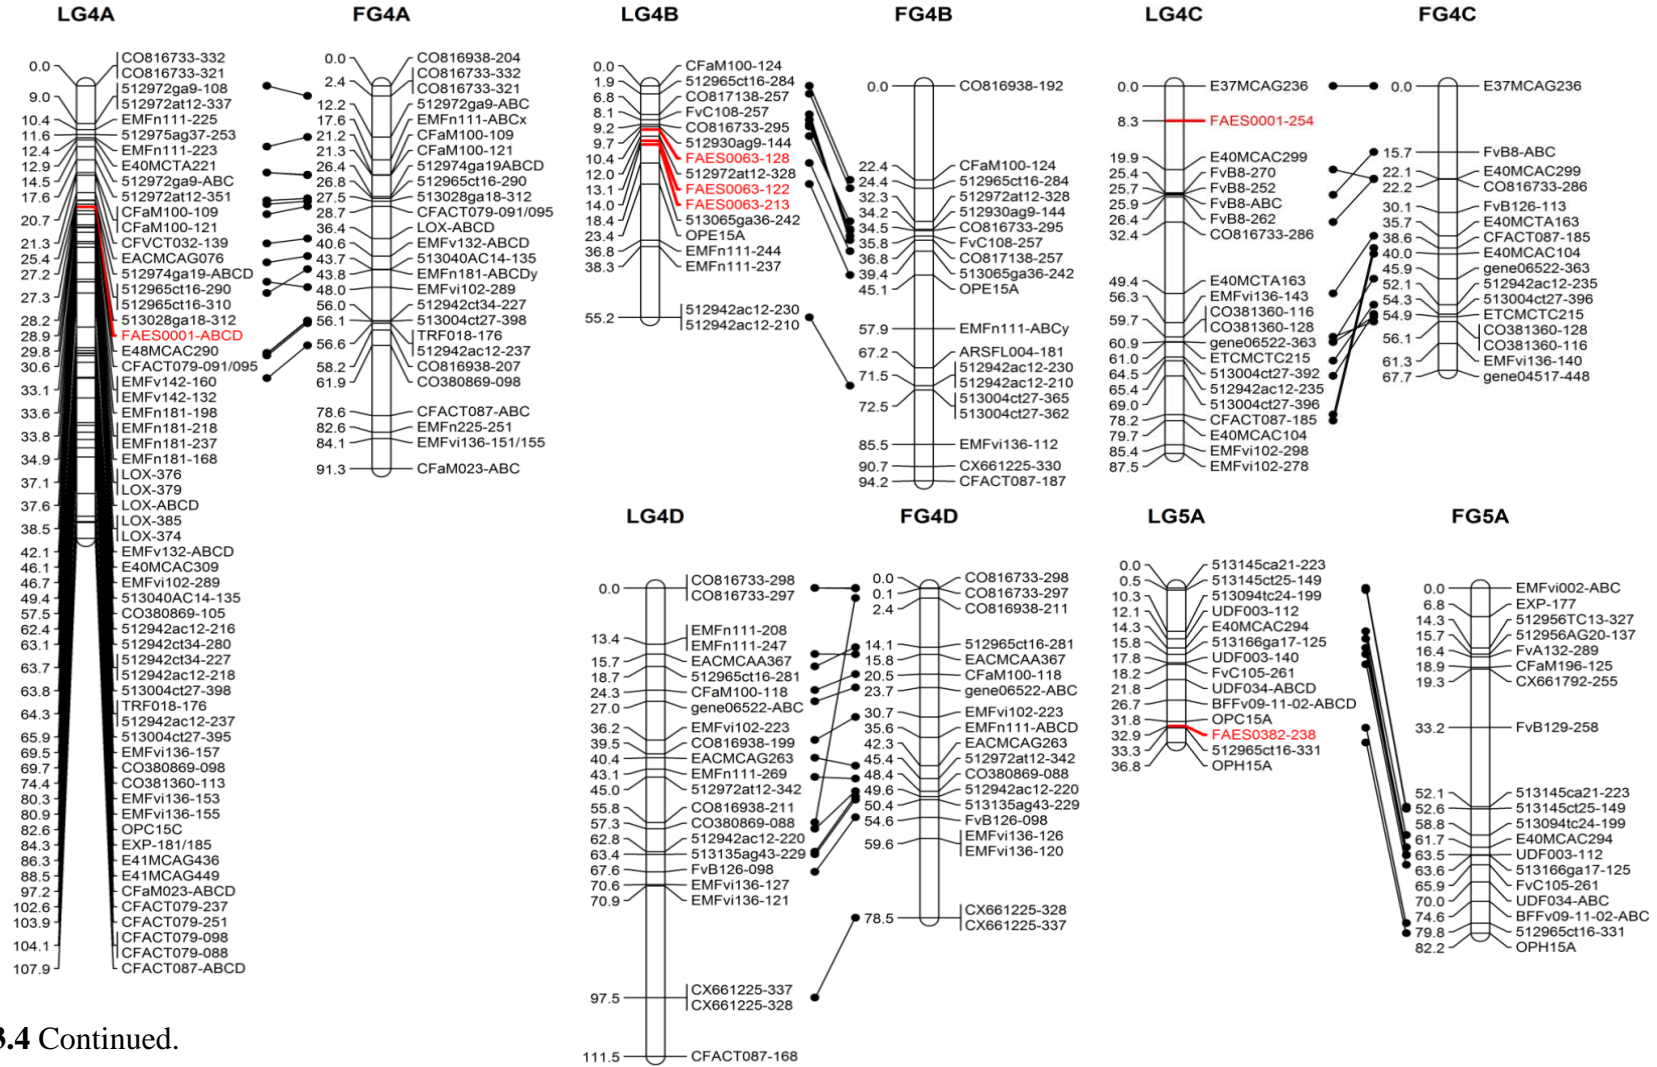 LG4A
FG4A
LG4B
FG4B
LG4C
FG4C
0.0
CO816733-332
CO816733-321
9.0
512972ga9-108
512972at12-337
10.4
EMFn111-225
11.6
512975ag37-253
12.4
EMFn111-223
12.9
E40MCTA221
14.5
512972ga9-ABC
17.6
512972at12-351
20.7
CFaM100-109
CFaM100-121
21.3
CFVCT032-139
25.4
EACMCAG076
27.2
512974ga19-ABCD
512965ct16-290
27.3
512965ct16-310
28.2
513028ga18-312
28.9
FAES0001-ABCD
29.8
E48MCAC290
30.6
CFACT079-091/095
33.1
EMFv142-160
EMFv142-132
33.6
EMFn181-198
33.8
EMFn181-218
EMFn181-237
34.9
EMFn181-168
37.1
LOX-376
LOX-379
37.6
LOX-ABCD
38.5
LOX-385
LOX-374
42.1
EMFv132-ABCD
46.1
E40MCAC309
46.7
EMFvi102-289
49.4
513040AC14-135
57.5
CO380869-105
62.4
512942ac12-216
63.1
512942ct34-280
63.7
512942ct34-227
512942ac12-218
63.8
513004ct27-398
64.3
TRF018-176
512942ac12-237
65.9
513004ct27-395
69.5
EMFvi136-157
69.7
CO380869-098
74.4
CO381360-113
80.3
EMFvi136-153
80.9
EMFvi136-155
82.6
OPC15C
84.3
EXP-181/185
86.3
E41MCAG436
88.5
E41MCAG449
97.2
CFaM023-ABCD
102.6
CFACT079-237
103.9
CFACT079-251
104.1
CFACT079-098
CFACT079-088
107.9
CFACT087-ABCD
0.0
CO816938-204
2.4
CO816733-332
CO816733-321
12.2
512972ga9-ABC
17.6
EMFn111-ABCx
21.2
CFaM100-109
21.3
CFaM100-121
26.4
512974ga19ABCD
26.8
512965ct16-290
27.5
513028ga18-312
28.7
CFACT079-091/095
36.4
LOX-ABCD
40.6
EMFv132-ABCD
43.7
513040AC14-135
43.8
EMFn181-ABCDy
48.0
EMFvi102-289
56.0
512942ct34-227
56.1
513004ct27-398
56.6
TRF018-176
512942ac12-237
58.2
CO816938-207
61.9
CO380869-098
78.6
CFACT087-ABC
82.6
EMFn225-251
84.1
EMFvi136-151/155
91.3
CFaM023-ABC
0.0
CFaM100-124
1.9
512965ct16-284
6.8
CO817138-257
8.1
FvC108-257
9.2
CO816733-295
9.7
512930ag9-144
10.4
FAES0063-128
12.0
512972at12-328
13.1
FAES0063-122
14.0
FAES0063-213
18.4
513065ga36-242
23.4
OPE15A
36.8
EMFn111-244
38.3
EMFn111-237
55.2
512942ac12-230
512942ac12-210
0.0
CO816938-192
22.4
CFaM100-124
24.4
512965ct16-284
32.3
512972at12-328
34.2
512930ag9-144
34.5
CO816733-295
35.8
FvC108-257
36.8
CO817138-257
39.4
513065ga36-242
45.1
OPE15A
57.9
EMFn111-ABCy
67.2
ARSFL004-181
71.5
512942ac12-230
512942ac12-210
72.5
513004ct27-365
513004ct27-362
85.5
EMFvi136-112
90.7
CX661225-330
94.2
CFACT087-187
0.0
E37MCAG236
8.3
FAES0001-254
19.9
E40MCAC299
25.4
FvB8-270
25.7
FvB8-252
25.9
FvB8-ABC
26.4
FvB8-262
32.4
CO816733-286
49.4
E40MCTA163
56.3
EMFvi136-143
59.7
CO381360-116
CO381360-128
60.9
gene06522-363
61.0
ETCMCTC215
64.5
513004ct27-392
65.4
512942ac12-235
69.0
513004ct27-396
78.2
CFACT087-185
79.7
E40MCAC104
85.4
EMFvi102-298
87.5
EMFvi102-278
0.0
E37MCAG236
15.7
FvB8-ABC
22.1
E40MCAC299
22.2
CO816733-286
30.1
FvB126-113
35.7
E40MCTA163
38.6
CFACT087-185
40.0
E40MCAC104
45.9
gene06522-363
52.1
512942ac12-235
54.3
513004ct27-396
54.9
ETCMCTC215
56.1
CO381360-128
CO381360-116
61.3
EMFvi136-140
67.7
gene04517-448
LG4D
FG4D
LG5A
FG5A
0.0
CO816733-298
CO816733-297
13.4
EMFn111-208
EMFn111-247
15.7
EACMCAA367
18.7
512965ct16-281
24.3
CFaM100-118
27.0
gene06522-ABC
36.2
EMFvi102-223
39.5
CO816938-199
40.4
EACMCAG263
43.1
EMFn111-269
45.0
512972at12-342
55.8
CO816938-211
57.3
CO380869-088
62.8
512942ac12-220
63.4
513135ag43-229
67.6
FvB126-098
70.6
EMFvi136-127
70.9
EMFvi136-121
97.5
CX661225-337
CX661225-328
111.5
CFACT087-168
0.0
CO816733-298
0.1
CO816733-297
2.4
CO816938-211
14.1
512965ct16-281
15.8
EACMCAA367
20.5
CFaM100-118
23.7
gene06522-ABC
30.7
EMFvi102-223
35.6
EMFn111-ABCD
42.3
EACMCAG263
45.4
512972at12-342
48.4
CO380869-088
49.6
512942ac12-220
50.4
513135ag43-229
54.6
FvB126-098
59.6
EMFvi136-126
EMFvi136-120
78.5
CX661225-328
CX661225-337
0.0
513145ca21-223
0.5
513145ct25-149
10.3
513094tc24-199
12.1
UDF003-112
14.3
E40MCAC294
15.8
513166ga17-125
17.8
UDF003-140
18.2
FvC105-261
21.8
UDF034-ABCD
26.7
BFFv09-11-02-ABCD
31.8
OPC15A
32.9
FAES0382-238
33.3
512965ct16-331
36.8
OPH15A
0.0
EMFvi002-ABC
6.8
EXP-177
14.3
512956TC13-327
15.7
512956AG20-137
16.4
FvA132-289
18.9
CFaM196-125
19.3
CX661792-255
33.2
FvB129-258
52.1
513145ca21-223
52.6
513145ct25-149
58.8
513094tc24-199
61.7
E40MCAC294
63.5
UDF003-112
63.6
513166ga17-125
65.9
FvC105-261
70.0
UDF034-ABC
74.6
BFFv09-11-02-ABC
79.8
512965ct16-331
82.2
OPH15A
3.4 Continued.